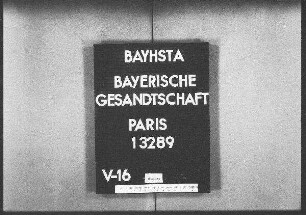 BAYHSTA
BAYERISCHE
GESANDTSCHAFT
PARIS
13289
V-16